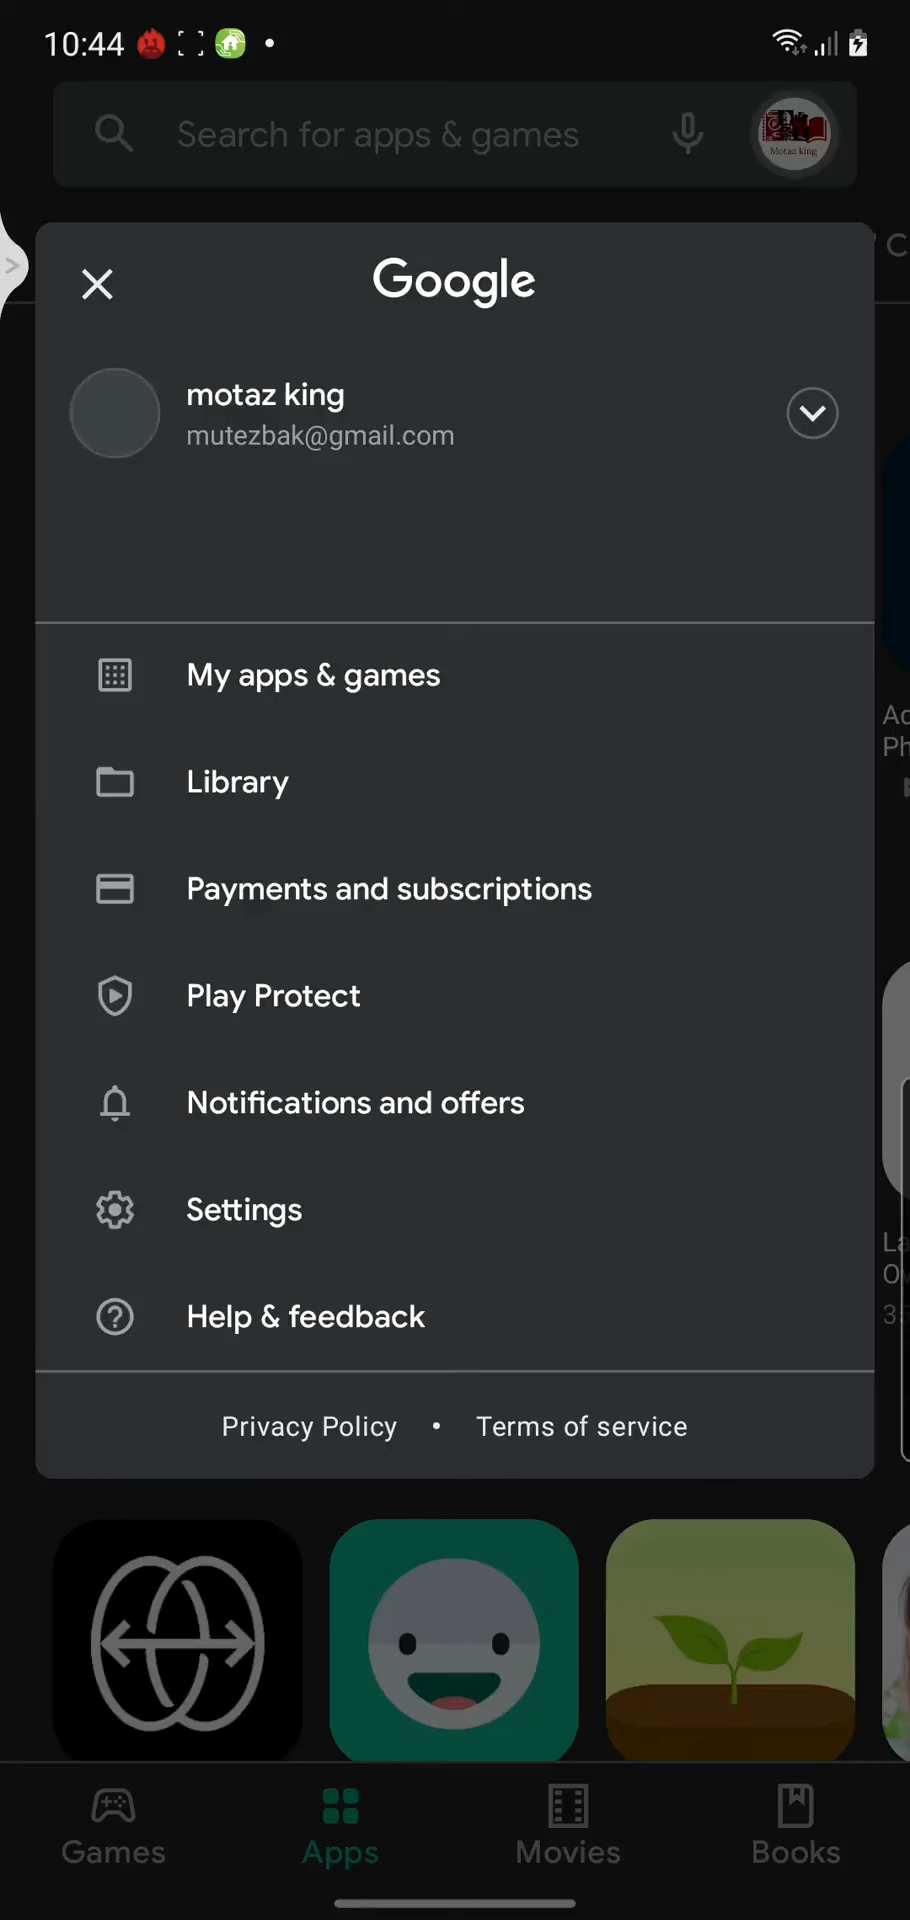 10:44
Search for apps & games
Motaz king
Google
motaz king
mutezbak@gmail.com
My apps & games
Library
Payments and subscriptions
Play Protect
Notifications and offers
Settings
Help & feedback
Privacy Policy • Terms of service
Games
Apps
Movies
Books